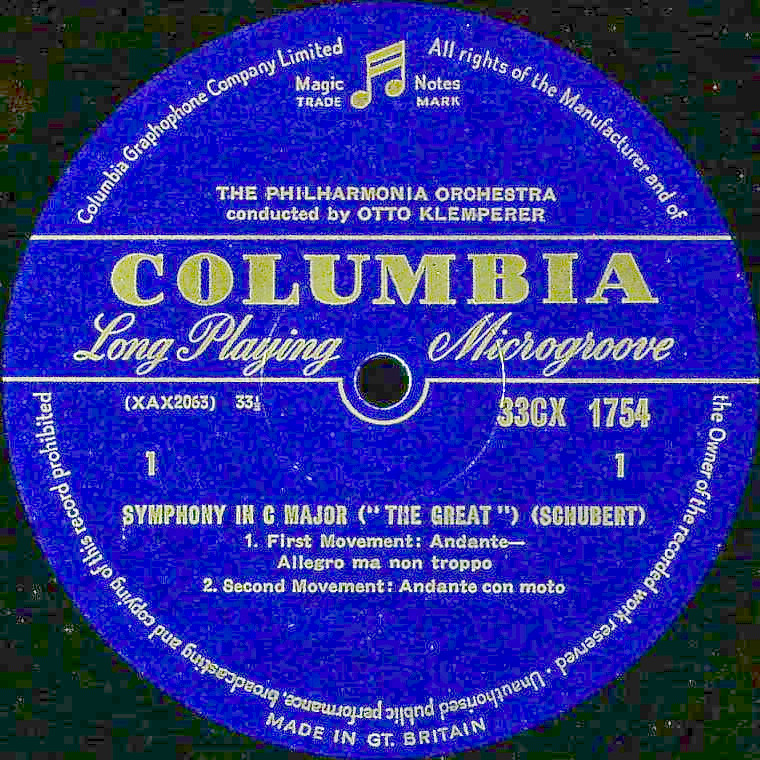 Columbia Graphophone Company Limited
All rights of the Manufacturer and of
the Owner of the recorded work reserved · Unauthorised public performance, broadcasting and copying of this record prohibited
Magic Notes
TRADE MARK
THE PHILHARMONIA ORCHESTRA
conducted by OTTO KLEMPERER
COLUMBIA
Long Playing Microgroove
(XAX2063) 33⅓
33CX 1754
1 1
SYMPHONY IN C MAJOR ("THE GREAT") (SCHUBERT)
1. First Movement: Andante—
Allegro ma non troppo
2. Second Movement: Andante con moto
MADE IN GT. BRITAIN